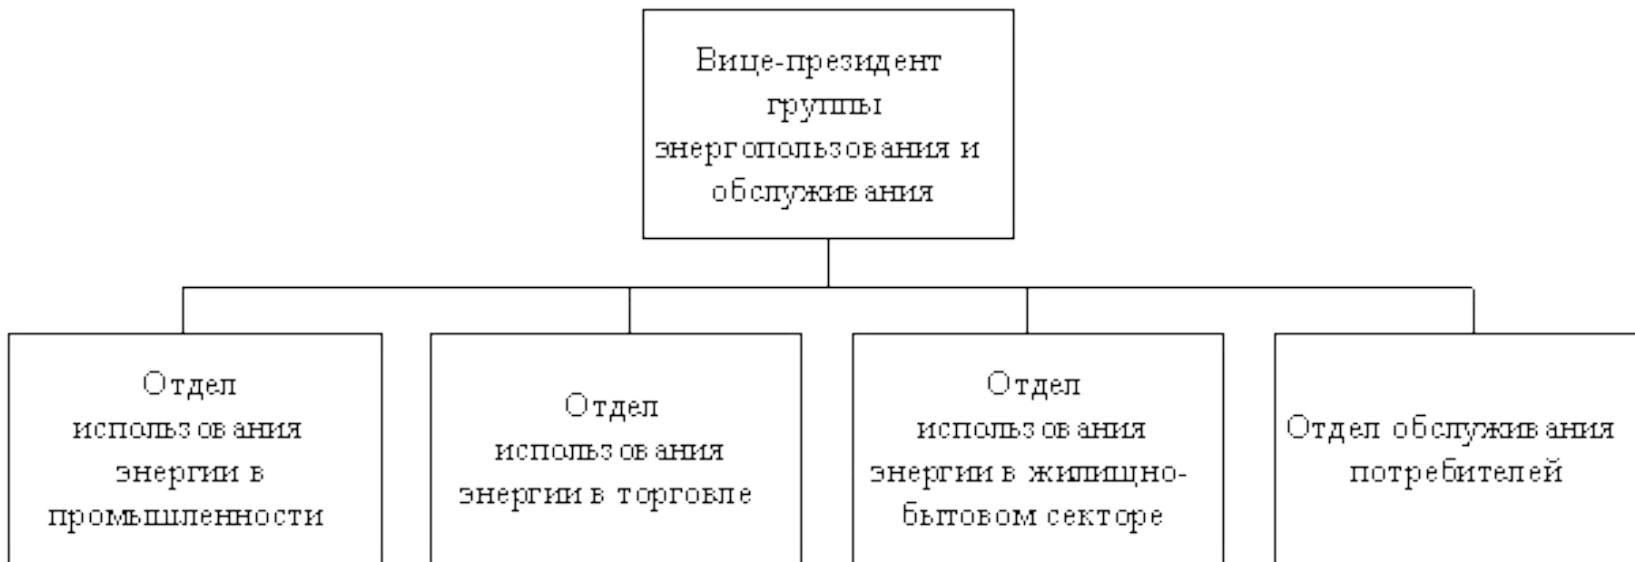 Вице-президент
группы
энергопользования и
обслуживания
Отдел
использования
энергии в
промышленности
Отдел
использования
энергии в торговле
Отдел
использования
энергии в жилищно-
бытовом секторе
Отдел обслуживания
потребителей